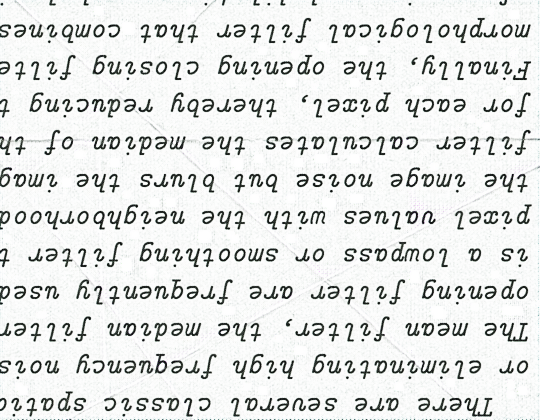 There are several classic spatia
or eliminating high frequency nois
The mean filter, the median filter
opening filter are frequently used
is a lowpass or smoothing filter t
pixel values with the neighborhood
the image noise but blurs the imag
filter calculates the median of th
for each pixel, thereby reducing t
Finally, the opening closing filte
morphological filter that combines